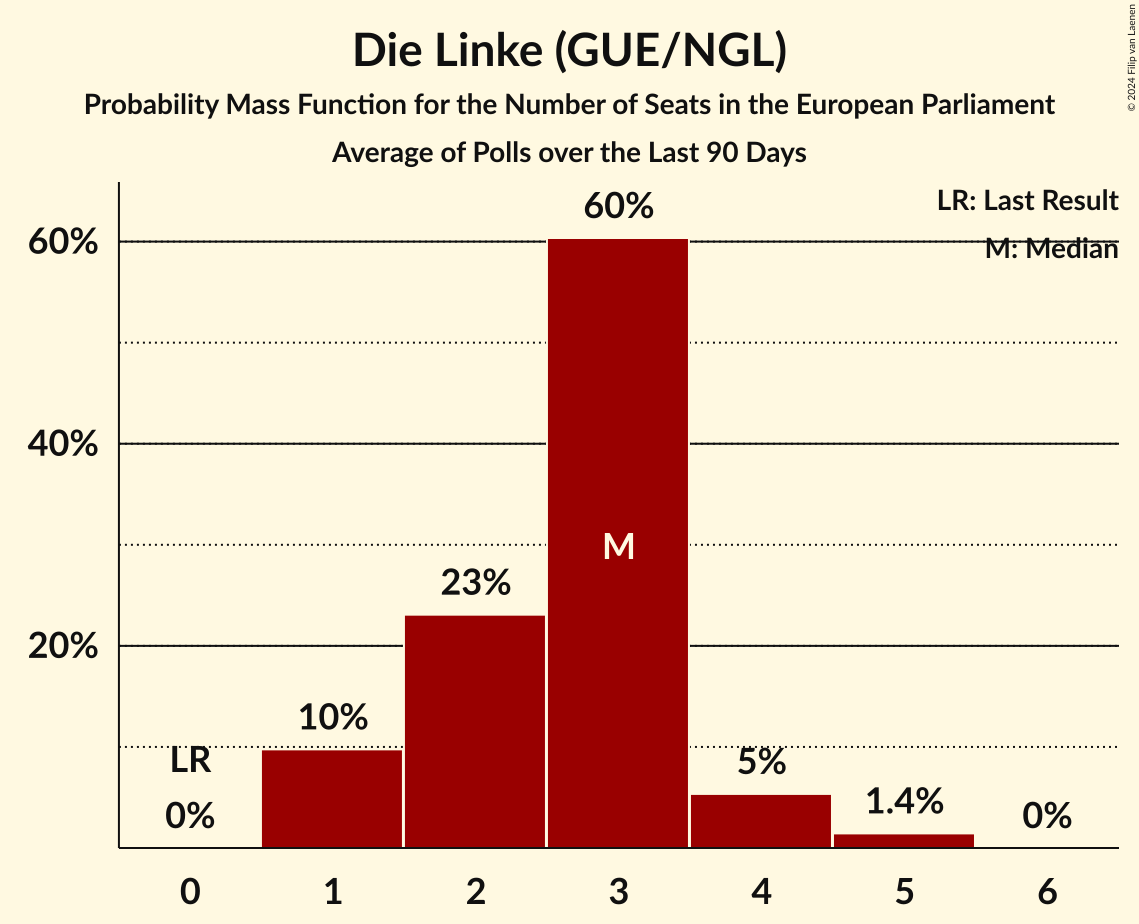 Die Linke (GUE/NGL)
Probability Mass Function for the Number of Seats in the European Parliament
Average of Polls over the Last 90 Days
© 2024 Filip van Laenen
LR: Last Result
M: Median
60%
40%
20%
60%
M
23%
10%
LR
0%
5%
1.4%
0%
0 1 2 3 4 5 6